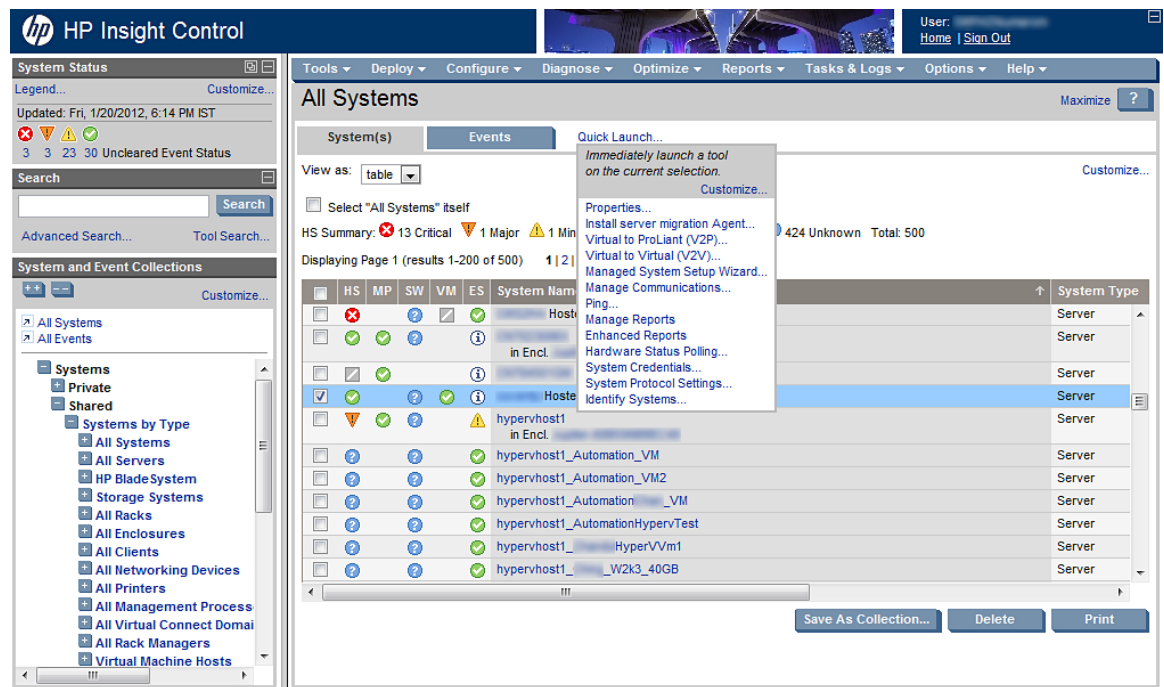 hp HP Insight Control
User:
Home | Sign Out
System Status
Legend... Customize...
Updated: Fri, 1/20/2012, 6:14 PM IST
3 3 23 30 Uncleared Event Status
Search
Search
Advanced Search... Tool Search...
System and Event Collections
++ --
Customize...
All Systems
All Events
Systems
Private
Shared
Systems by Type
All Systems
All Servers
HP BladeSystem
Storage Systems
All Racks
All Enclosures
All Clients
All Networking Devices
All Printers
All Management Process
All Virtual Connect Domai
All Rack Managers
Virtual Machine Hosts
Tools Deploy Configure Diagnose Optimize Reports Tasks & Logs Options Help
All Systems
Maximize ?
System(s) Events Quick Launch...
View as: table
Customize...
Select "All Systems" itself
HS Summary: 13 Critical 1 Major 1 Min 424 Unknown Total: 500
Displaying Page 1 (results 1-200 of 500) 1 | 2 |
Immediately launch a tool
on the current selection.
Customize...
Properties...
Install server migration Agent...
Virtual to ProLiant (V2P)...
Virtual to Virtual (V2V)...
Managed System Setup Wizard...
Manage Communications...
Ping...
Manage Reports
Enhanced Reports
Hardware Status Polling...
System Credentials...
System Protocol Settings...
Identify Systems...
HS MP SW VM ES System Nam System Type
Hoste Server
Server
in Encl.
Server
Hoste Server
hypervhost1 Server
in Encl.
hypervhost1_Automation_VM Server
hypervhost1_Automation_VM2 Server
hypervhost1_Automation _VM Server
hypervhost1_AutomationHypervTest Server
hypervhost1_ HyperVVm1 Server
hypervhost1_ _W2k3_40GB Server
Save As Collection... Delete Print